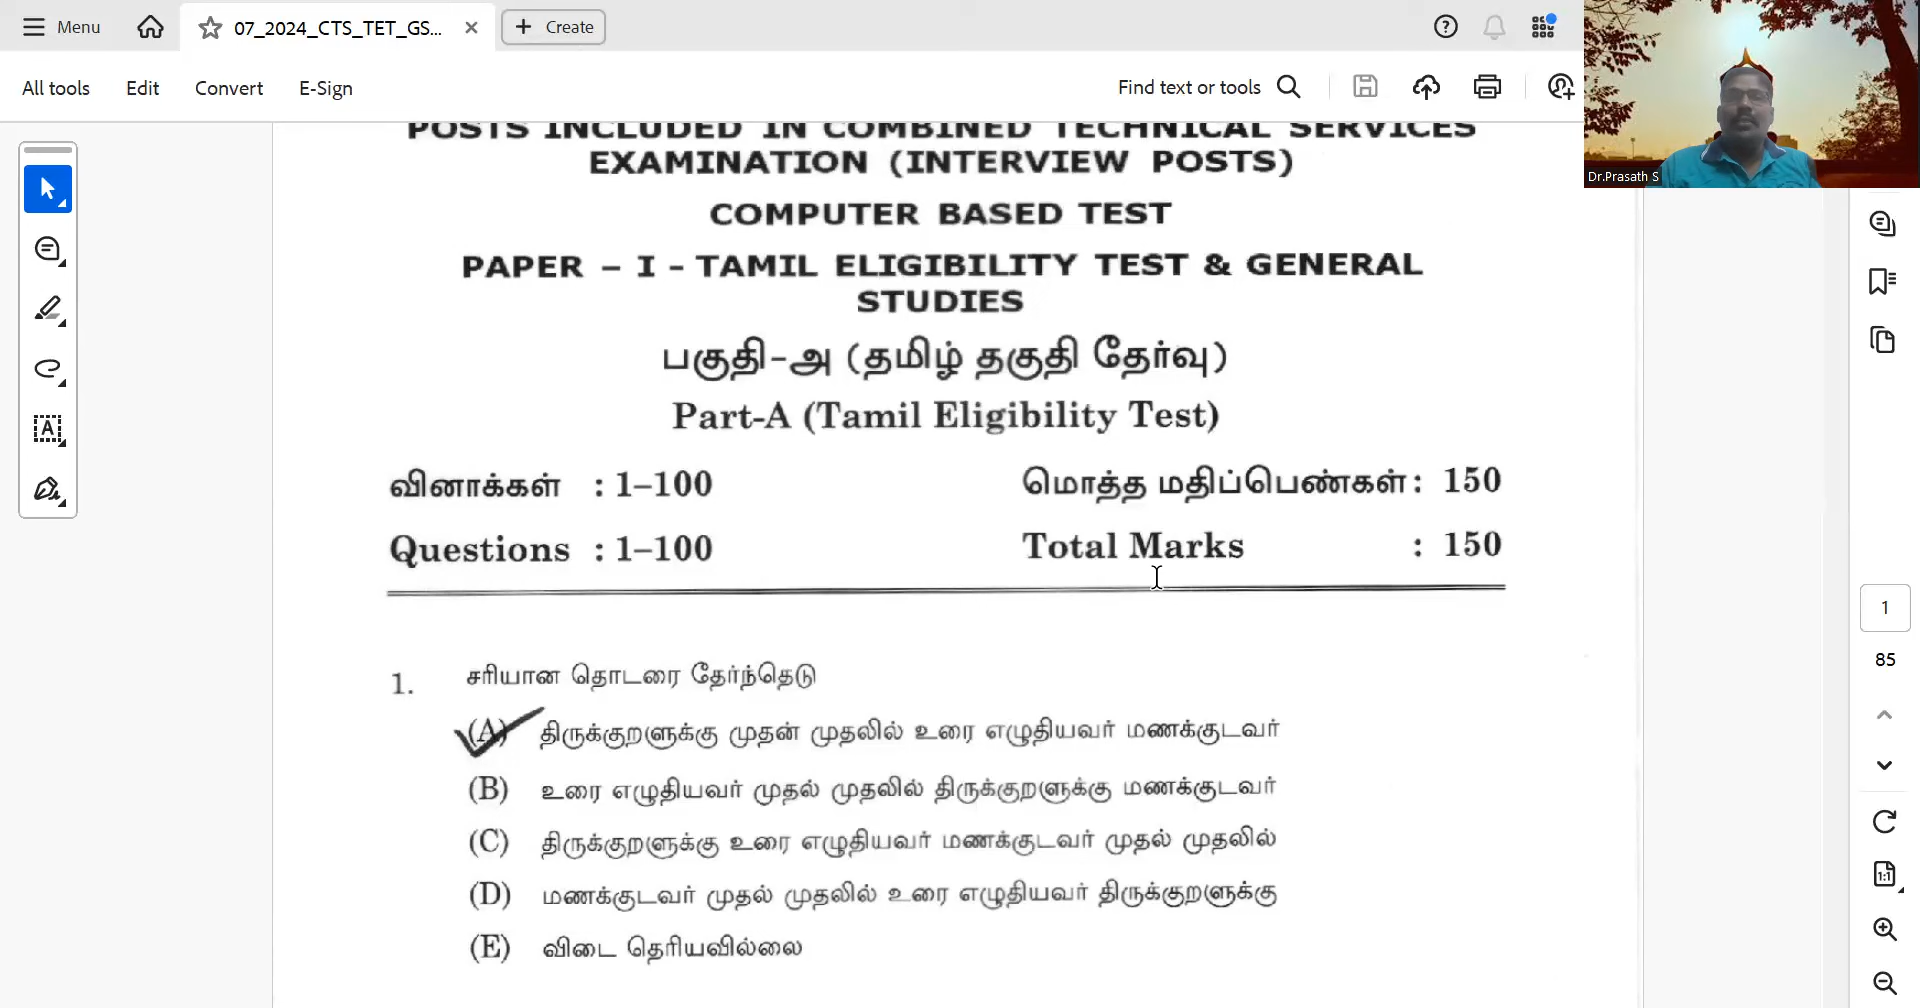 Menu
07_2024_CTS_TET_GS...
Create
All tools
Edit
Convert
E-Sign
Find text or tools
Dr.Prasath S
POSTS INCLUDED IN COMBINED TECHNICAL SERVICES
EXAMINATION (INTERVIEW POSTS)
COMPUTER BASED TEST
PAPER – I - TAMIL ELIGIBILITY TEST & GENERAL
STUDIES
பகுதி-அ (தமிழ் தகுதி தேர்வு)
Part-A (Tamil Eligibility Test)
வினாக்கள் : 1–100 மொத்த மதிப்பெண்கள் : 150
Questions : 1–100 Total Marks : 150
1. சரியான தொடரை தேர்ந்தெடு
(A) திருக்குறளுக்கு முதன் முதலில் உரை எழுதியவர் மணக்குடவர்
(B) உரை எழுதியவர் முதல் முதலில் திருக்குறளுக்கு மணக்குடவர்
(C) திருக்குறளுக்கு உரை எழுதியவர் மணக்குடவர் முதல் முதலில்
(D) மணக்குடவர் முதல் முதலில் உரை எழுதியவர் திருக்குறளுக்கு
(E) விடை தெரியவில்லை
1
85
1:1